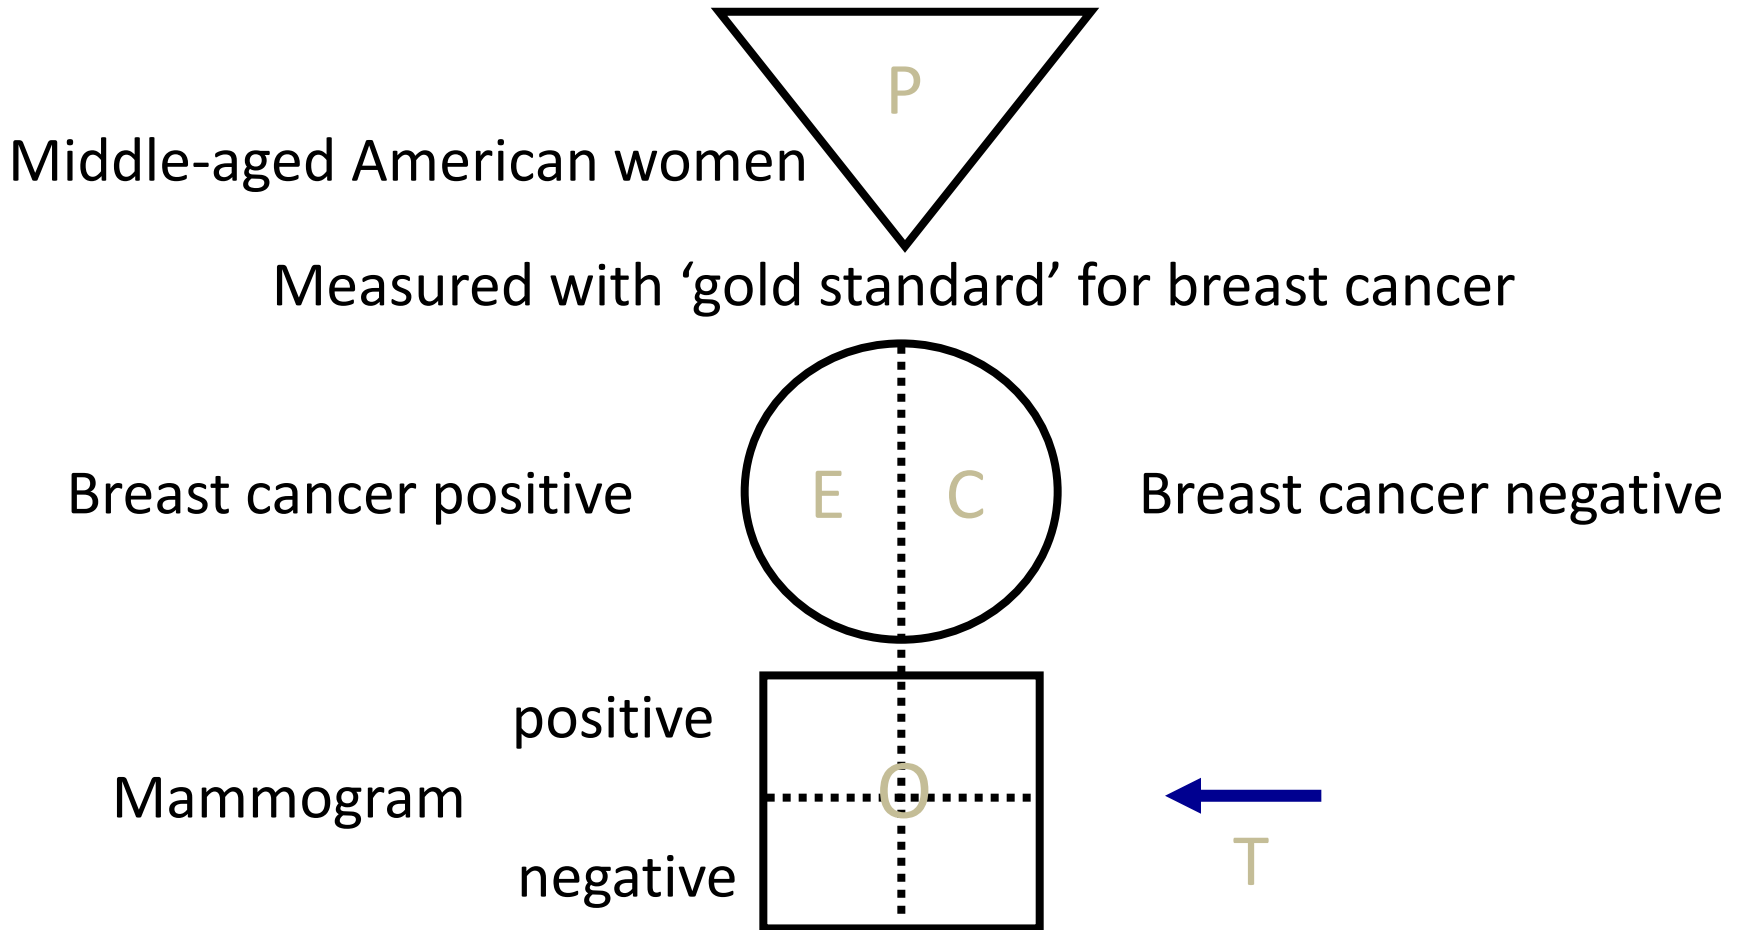 P
Middle-aged American women
Measured with ‘gold standard’ for breast cancer
Breast cancer positive
E
C
Breast cancer negative
positive
Mammogram
O
negative
T